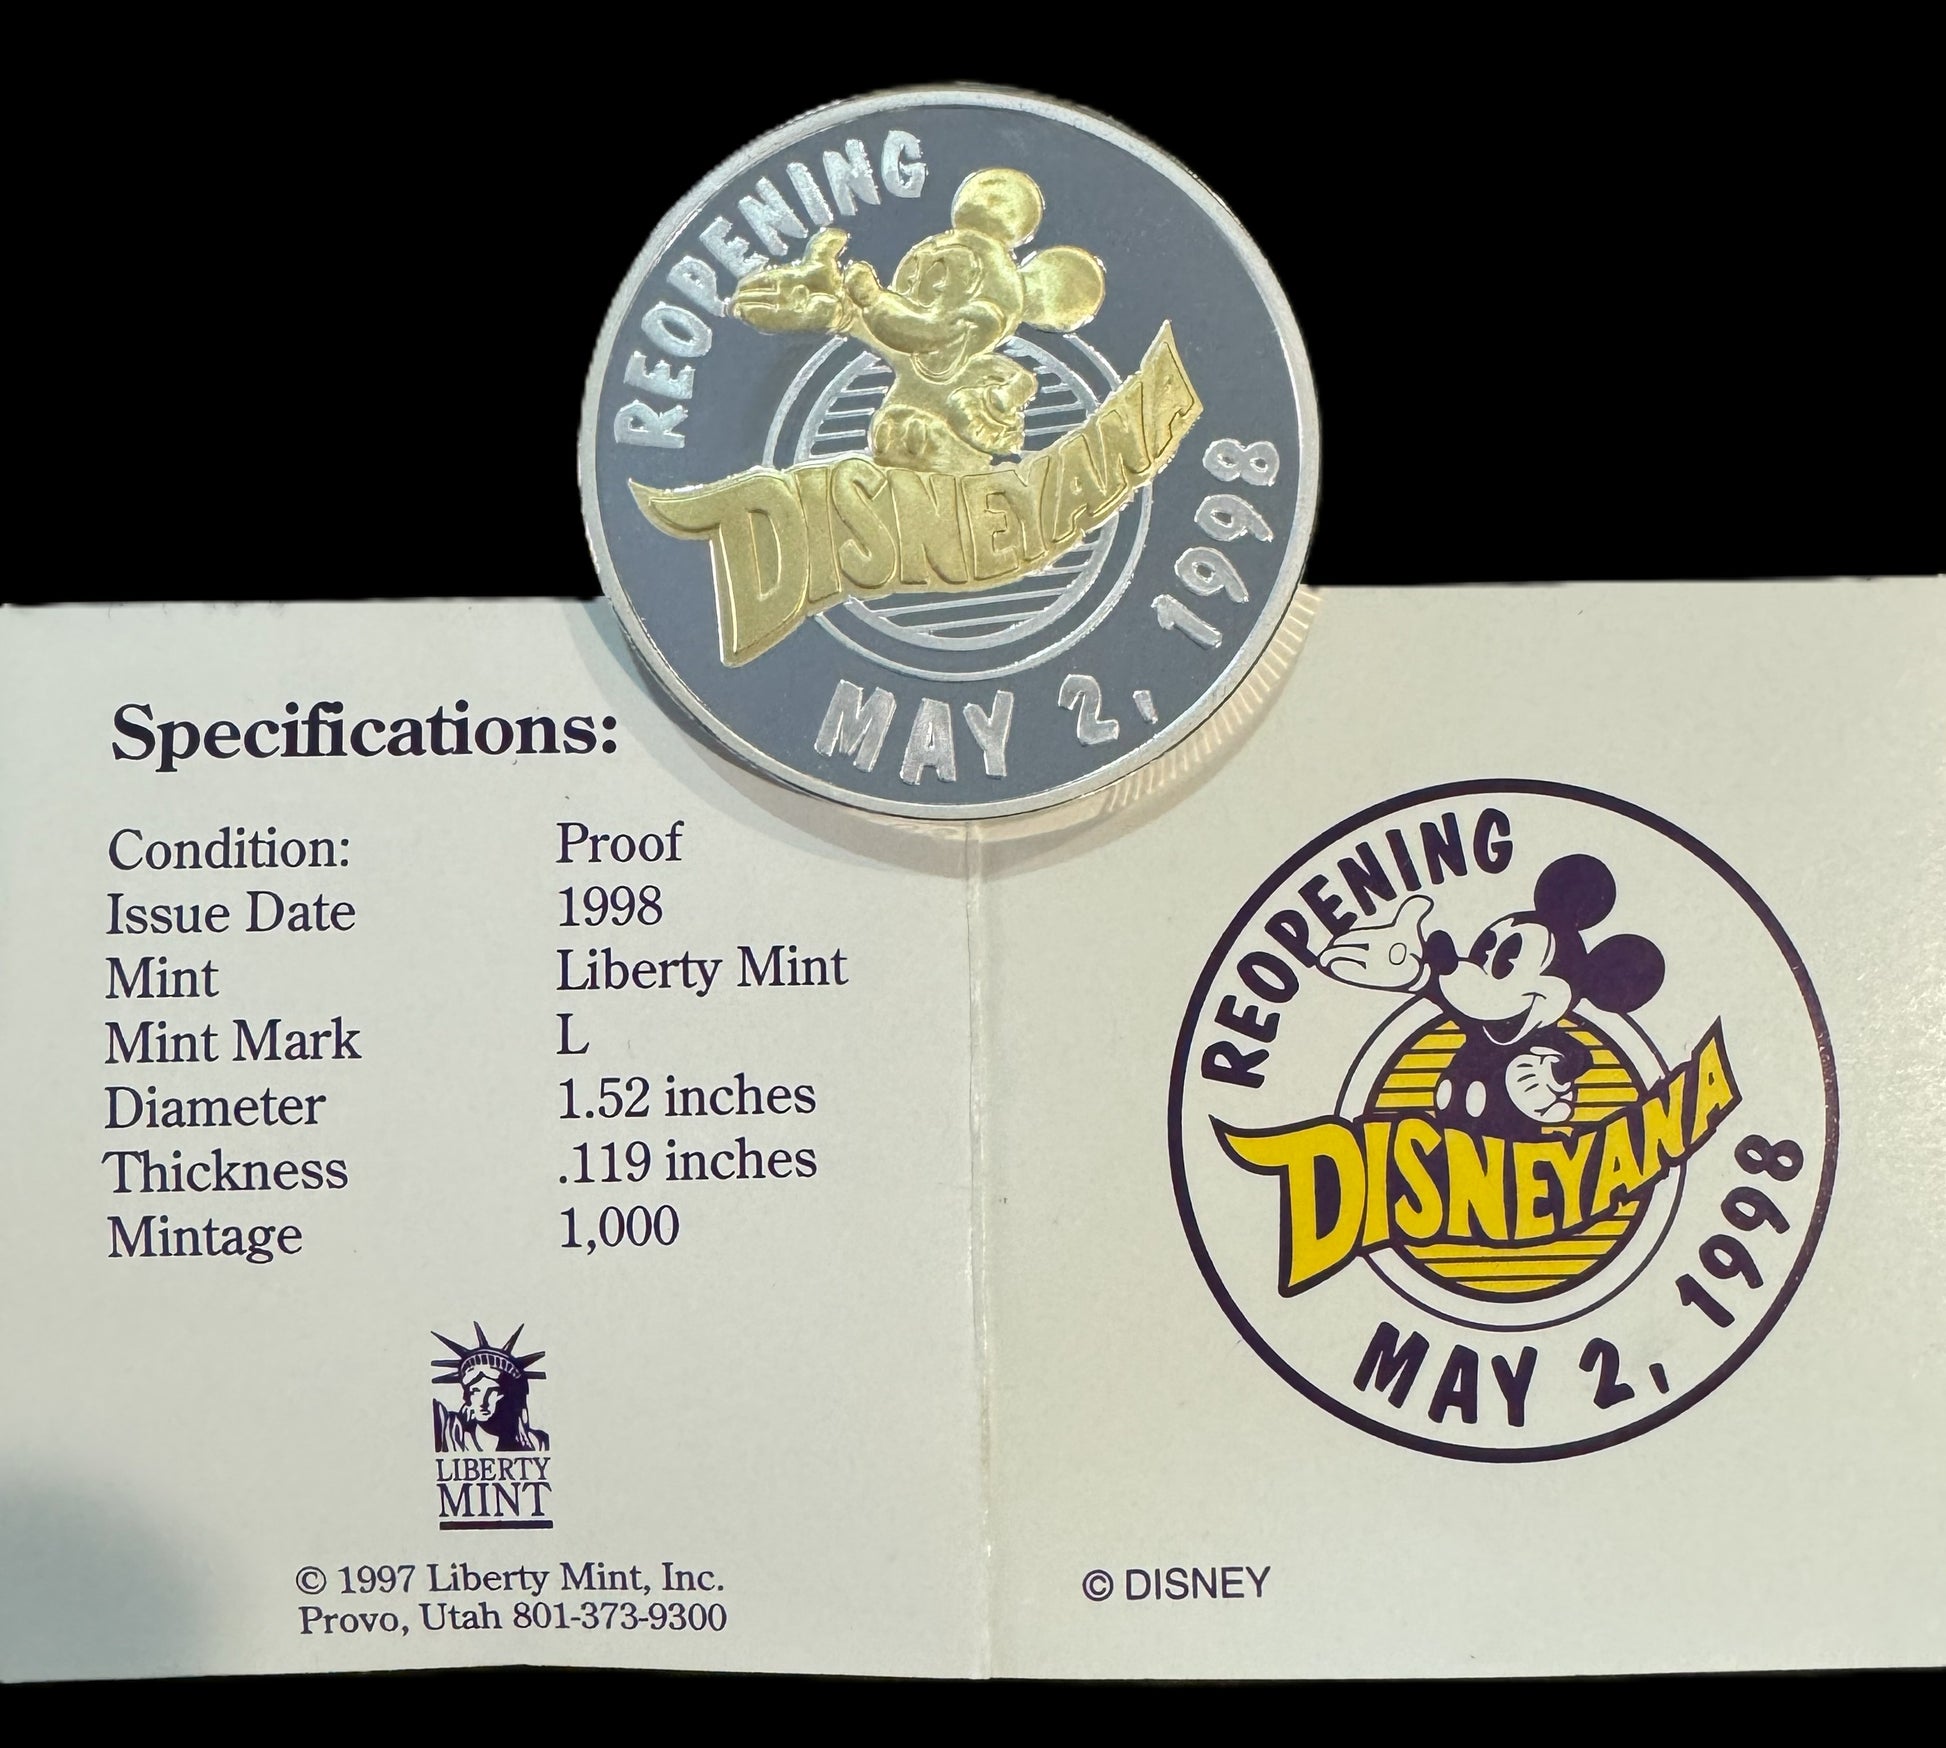 REOPENING
DISNEYANA
MAY 2, 1998
Specifications:
Condition: Proof
Issue Date 1998
Mint Liberty Mint
Mint Mark L
Diameter 1.52 inches
Thickness .119 inches
Mintage 1,000
LIBERTY
MINT
© 1997 Liberty Mint, Inc.
Provo, Utah 801-373-9300
REOPENING
DISNEYANA
MAY 2, 1998
© DISNEY